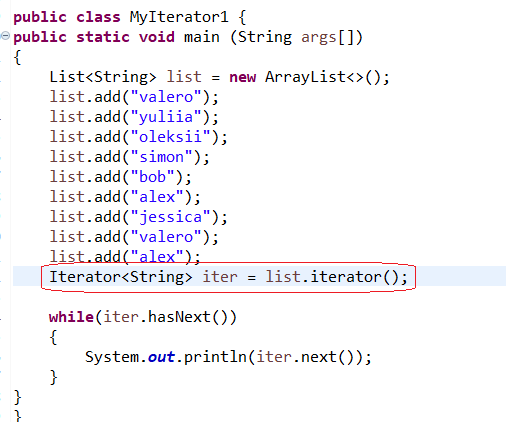 public class MyIterator1 {
public static void main (String args[])
{
List<String> list = new ArrayList<>();
list.add("valero");
list.add("yuliia");
list.add("oleksii");
list.add("simon");
list.add("bob");
list.add("alex");
list.add("jessica");
list.add("valero");
list.add("alex");
Iterator<String> iter = list.iterator();
while(iter.hasNext())
{
System.out.println(iter.next());
}
}
}